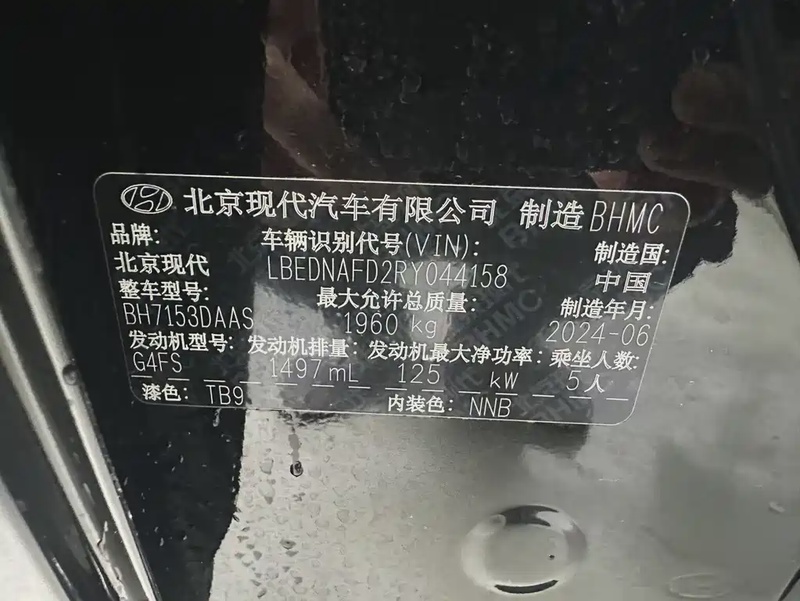 北京现代汽车有限公司 制造 BHMC
品牌: 车辆识别代号(VIN): 制造国:
北京现代 LBEDNAFD2RY044158 中国
整车型号: 最大允许总质量: 制造年月:
BH7153DAAS 1960 kg 2024-06
发动机型号: 发动机排量: 发动机最大净功率: 乘坐人数:
G4FS 1497 mL 125 kW 5人
漆色: TB9 内装色: NNB